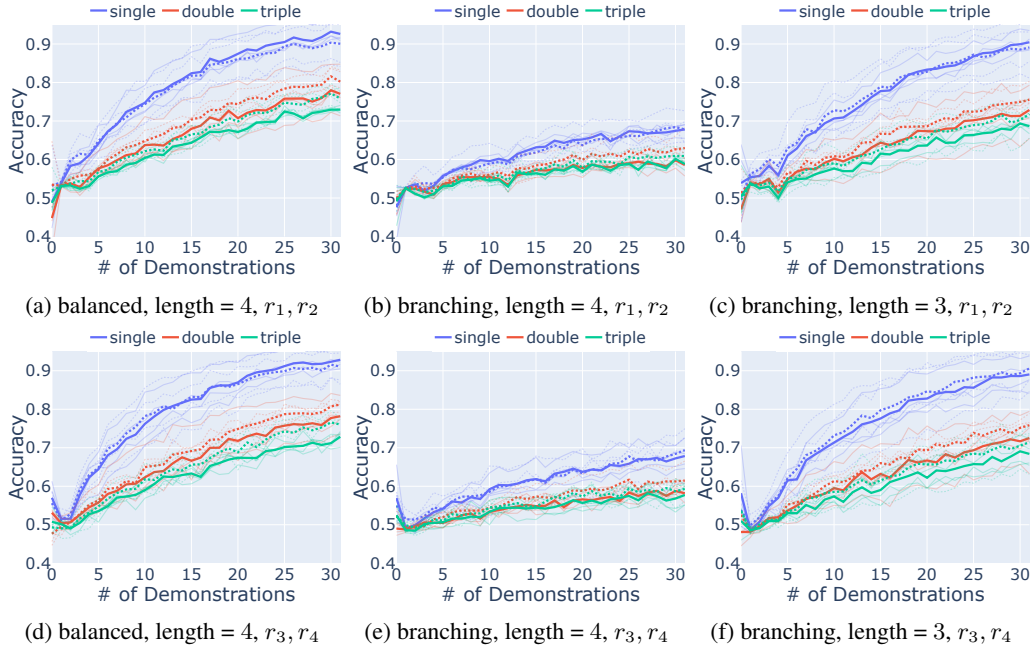 single double triple
single double triple
single double triple
Accuracy
0.9
0.8
0.7
0.6
0.5
0.4
0 5 10 15 20 25 30
# of Demonstrations
Accuracy
0.9
0.8
0.7
0.6
0.5
0.4
0 5 10 15 20 25 30
# of Demonstrations
Accuracy
0.9
0.8
0.7
0.6
0.5
0.4
0 5 10 15 20 25 30
# of Demonstrations
(a) balanced, length = 4, r₁, r₂
(b) branching, length = 4, r₁, r₂
(c) branching, length = 3, r₁, r₂
single double triple
single double triple
single double triple
Accuracy
0.9
0.8
0.7
0.6
0.5
0.4
0 5 10 15 20 25 30
# of Demonstrations
Accuracy
0.9
0.8
0.7
0.6
0.5
0.4
0 5 10 15 20 25 30
# of Demonstrations
Accuracy
0.9
0.8
0.7
0.6
0.5
0.4
0 5 10 15 20 25 30
# of Demonstrations
(d) balanced, length = 4, r₃, r₄
(e) branching, length = 4, r₃, r₄
(f) branching, length = 3, r₃, r₄